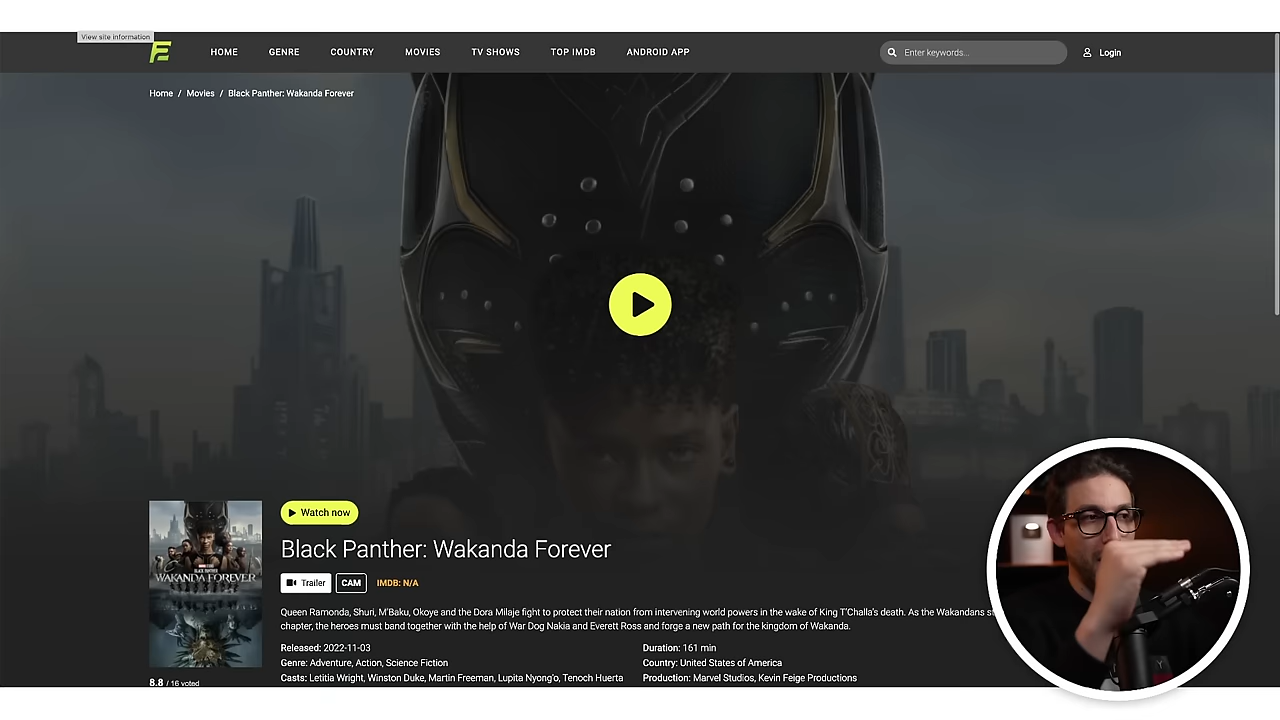 View site information
HOME GENRE COUNTRY MOVIES TV SHOWS TOP IMDB ANDROID APP Enter keywords... Login
Home / Movies / Black Panther: Wakanda Forever
Watch now
Black Panther: Wakanda Forever
Trailer CAM IMDB: N/A
Queen Ramonda, Shuri, M'Baku, Okoye and the Dora Milaje fight to protect their nation from intervening world powers in the wake of King T'Challa's death. As the Wakandans
chapter, the heroes must band together with the help of War Dog Nakia and Everett Ross and forge a new path for the kingdom of Wakanda.
Released: 2022-11-03 Duration: 161 min
Genre: Adventure, Action, Science Fiction Country: United States of America
Casts: Letitia Wright, Winston Duke, Martin Freeman, Lupita Nyong'o, Tenoch Huerta Production: Marvel Studios, Kevin Feige Productions
BLACK PANTHER
WAKANDA FOREVER
8.8 / 16 voted